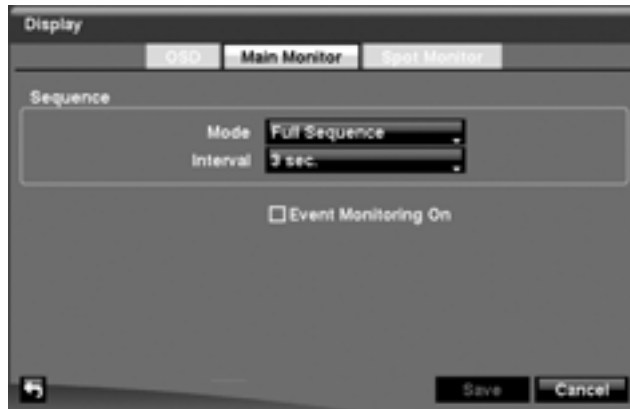 Display
OSD Main Monitor Spot Monitor
Sequence
Mode Full Sequence
Interval 3 sec.
Event Monitoring On
Save Cancel